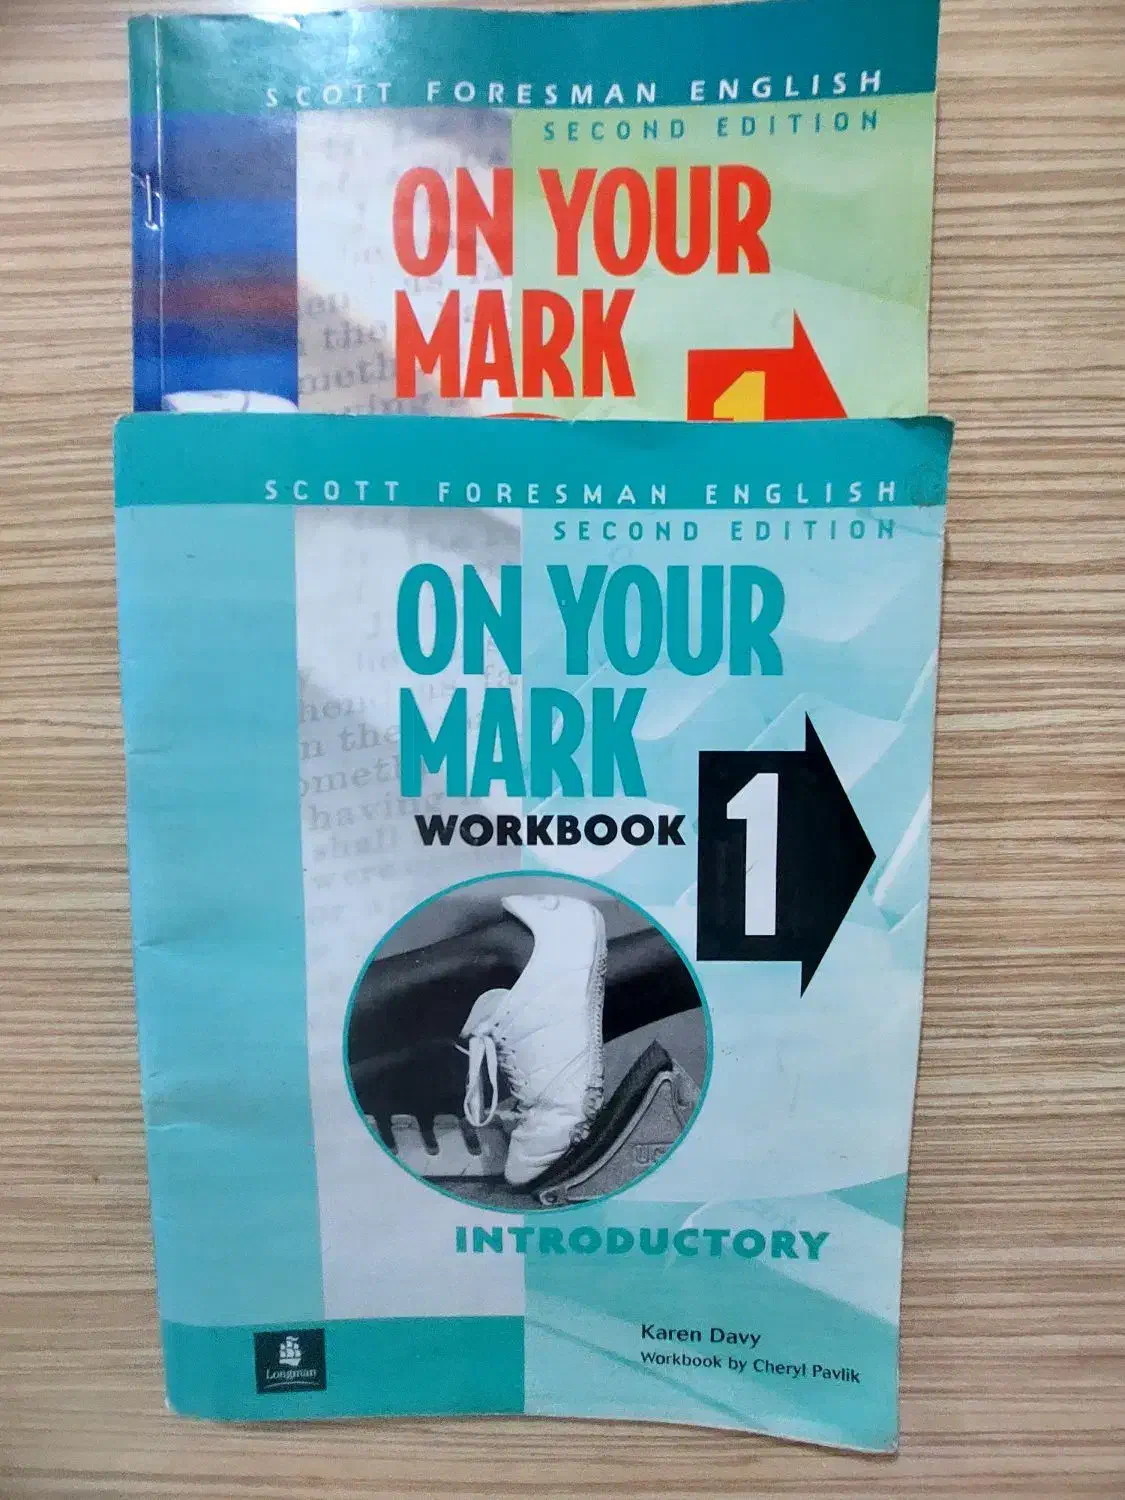 SCOTT FORESMAN ENGLISH
SECOND EDITION
ON YOUR
MARK
1
SCOTT FORESMAN ENGLISH
SECOND EDITION
ON YOUR
MARK
WORKBOOK
1
INTRODUCTORY
Karen Davy
Workbook by Cheryl Pavlik
Longman